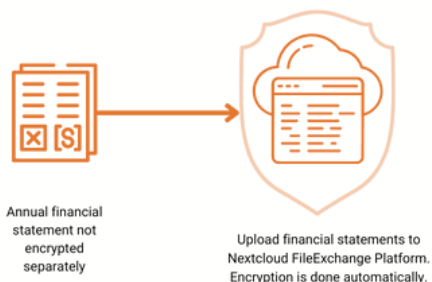 Annual financial
statement not
encrypted
separately
Upload financial statements to
Nextcloud FileExchange Platform.
Encryption is done automatically.